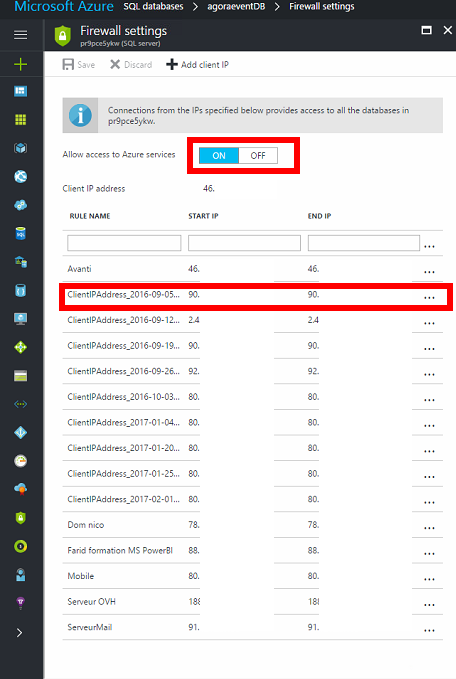 Microsoft Azure SQL databases > agoraeventDB > Firewall settings
Firewall settings
pr9pce5ykw (SQL server)
Save Discard Add client IP
Connections from the IPs specified below provides access to all the databases in
pr9pce5ykw.
Allow access to Azure services ON OFF
Client IP address 46.
RULE NAME START IP END IP
...
Avanti 46. 46. ...
ClientIPAddress_2016-09-05... 90. 90. ...
ClientIPAddress_2016-09-12... 2.4 2.4 ...
ClientIPAddress_2016-09-19... 90. 90. ...
ClientIPAddress_2016-09-26... 92. 92. ...
ClientIPAddress_2016-10-03... 80. 80. ...
ClientIPAddress_2017-01-04... 80. 80. ...
ClientIPAddress_2017-01-20... 80. 80. ...
ClientIPAddress_2017-01-25... 80. 80. ...
ClientIPAddress_2017-02-01... 80. 80. ...
Dom nico 78. 78. ...
Farid formation MS PowerBI 88. 88. ...
Mobile 80. 80. ...
Serveur OVH 188 188 ...
ServeurMail 91. 91. ...